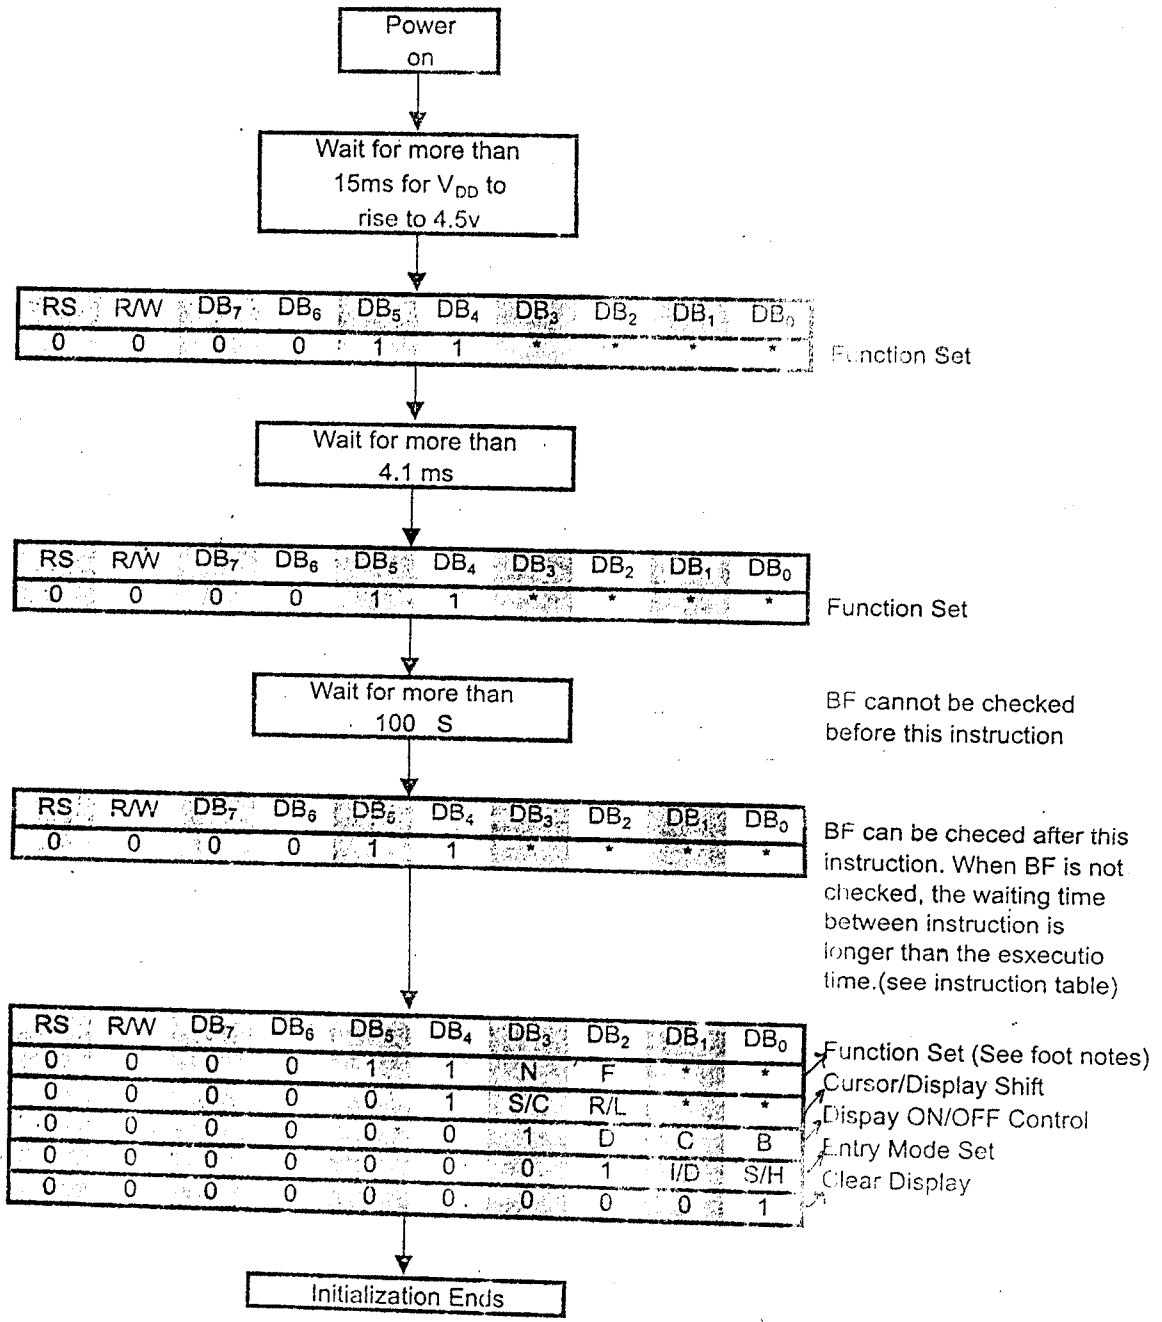 Power
on
Wait for more than
15ms for V_DD to
rise to 4.5v
RS R/W DB₇ DB₆ DB₅ DB₄ DB₃ DB₂ DB₁ DB₀
0 0 0 0 1 1 * * * *
Function Set
Wait for more than
4.1 ms
RS R/W DB₇ DB₆ DB₅ DB₄ DB₃ DB₂ DB₁ DB₀
0 0 0 0 1 1 * * * *
Function Set
Wait for more than
100 S
BF cannot be checked
before this instruction
RS R/W DB₇ DB₆ DB₅ DB₄ DB₃ DB₂ DB₁ DB₀
0 0 0 0 1 1 * * * *
BF can be checed after this
instruction. When BF is not
checked, the waiting time
between instruction is
longer than the esxecutio
time.(see instruction table)
RS R/W DB₇ DB₆ DB₅ DB₄ DB₃ DB₂ DB₁ DB₀
0 0 0 0 1 1 N F * *
Function Set (See foot notes)
0 0 0 0 0 1 S/C R/L * *
Cursor/Display Shift
0 0 0 0 0 0 1 D C B
Dispay ON/OFF Control
0 0 0 0 0 0 0 1 I/D S/H
Entry Mode Set
0 0 0 0 0 0 0 0 0 1
Clear Display
Initialization Ends